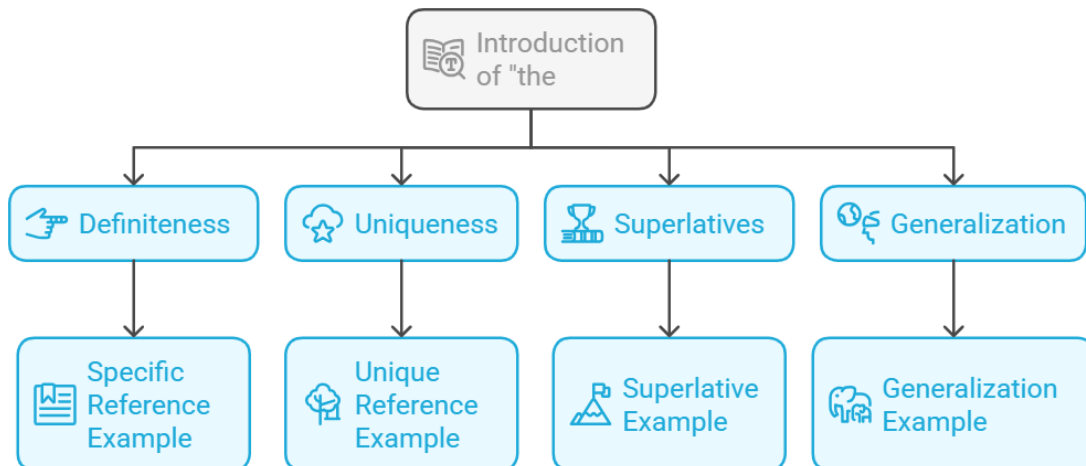 Introduction
of "the
Definiteness
Uniqueness
Superlatives
Generalization
Specific
Reference
Example
Unique
Reference
Example
Superlative
Example
Generalization
Example